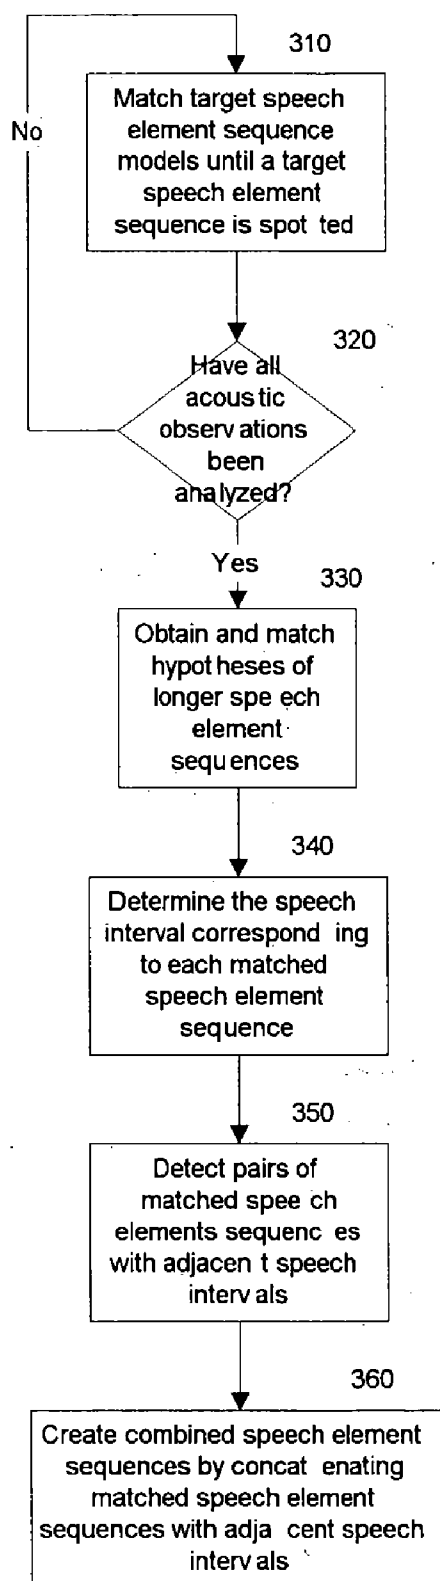 310
Match target speech
element sequence
models until a target
speech element
sequence is spot ted
No
320
Have all
acoustic
observ ations
been
analyzed?
Yes
330
Obtain and match
hypot heses of
longer spe ech
element
sequ ences
340
Determine the speech
interval correspond ing
to each matched
speech element
sequence
350
Detect pairs of
matched spee ch
elements sequenc es
with adjacen t speech
interv als
360
Create combined speech element
sequences by concat enating
matched speech element
sequences with adja cent speech
interv als